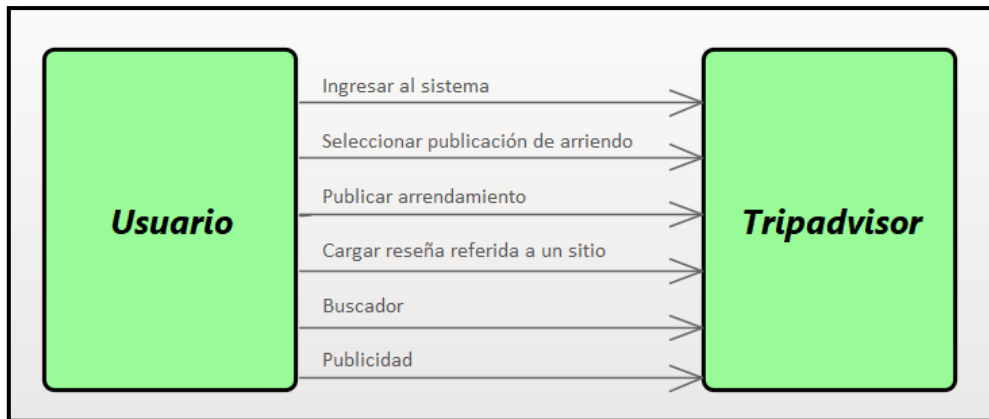 Ingresar al sistema
Seleccionar publicación de arriendo
Publicar arrendamiento
Usuario
Tripadvisor
Cargar reseña referida a un sitio
Buscador
Publicidad